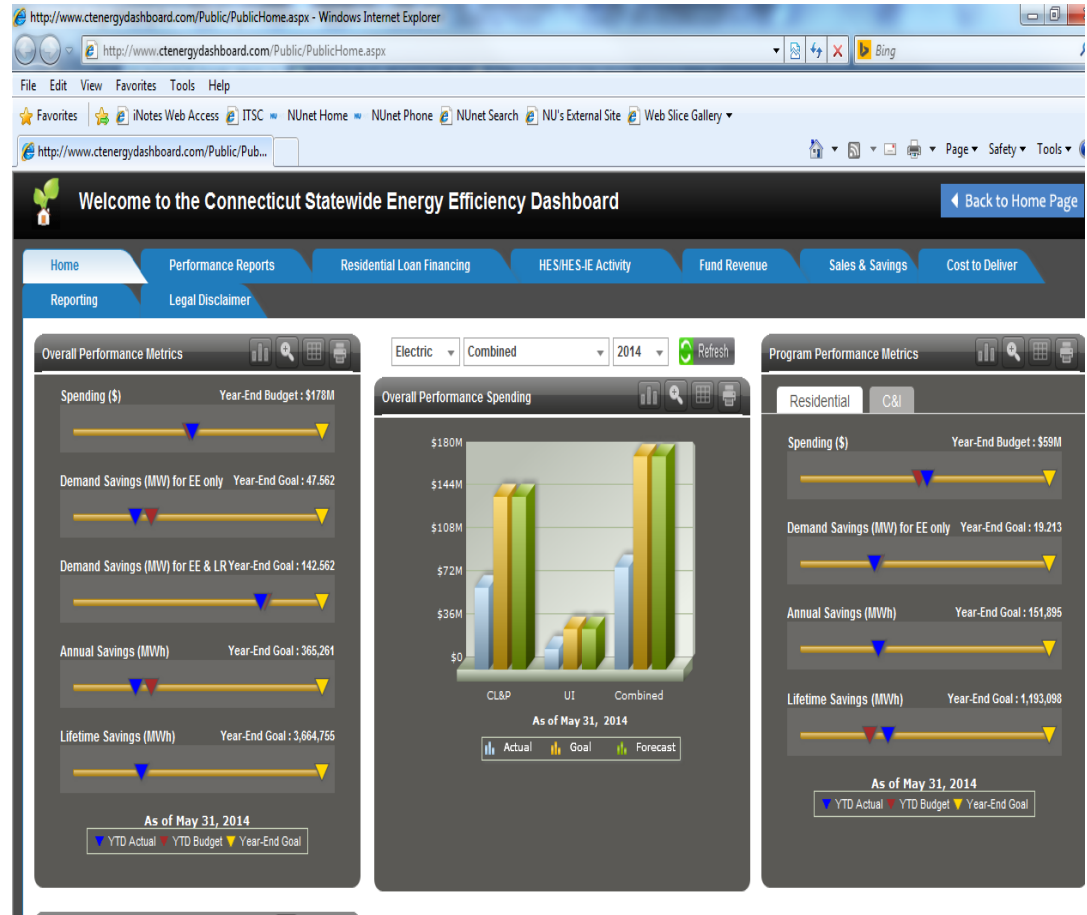 http://www.ctenergydashboard.com/Public/PublicHome.aspx - Windows Internet Explorer
http://www.ctenergydashboard.com/Public/PublicHome.aspx
Bing
File Edit View Favorites Tools Help
Favorites iNotes Web Access ITSC NUnet Home NUnet Phone NUnet Search NU's External Site Web Slice Gallery
http://www.ctenergydashboard.com/Public/Pub...
Page Safety Tools
Welcome to the Connecticut Statewide Energy Efficiency Dashboard
Back to Home Page
Home Performance Reports Residential Loan Financing HES/HES-IE Activity Fund Revenue Sales & Savings Cost to Deliver
Reporting Legal Disclaimer
Overall Performance Metrics
Spending ($) Year-End Budget : $178M
Demand Savings (MW) for EE only Year-End Goal : 47.562
Demand Savings (MW) for EE & LR Year-End Goal : 142.562
Annual Savings (MWh) Year-End Goal : 365,261
Lifetime Savings (MWh) Year-End Goal : 3,664,755
As of May 31, 2014
YTD Actual YTD Budget Year-End Goal
Electric Combined 2014 Refresh
Overall Performance Spending
$180M
$144M
$108M
$72M
$36M
$0
CL&P UI Combined
As of May 31, 2014
Actual Goal Forecast
Program Performance Metrics
Residential C&I
Spending ($) Year-End Budget : $59M
Demand Savings (MW) for EE only Year-End Goal : 19.213
Annual Savings (MWh) Year-End Goal : 151,895
Lifetime Savings (MWh) Year-End Goal : 1,193,098
As of May 31, 2014
YTD Actual YTD Budget Year-End Goal